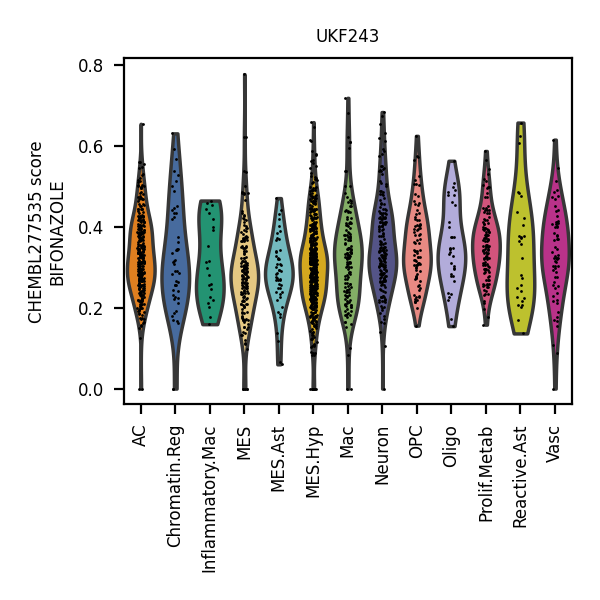 UKF243
CHEMBL277535 score
BIFONAZOLE
0.8
0.6
0.4
0.2
0.0
AC
Chromatin.Reg
Inflammatory.Mac
MES
MES.Ast
MES.Hyp
Mac
Neuron
OPC
Oligo
Prolif.Metab
Reactive.Ast
Vasc